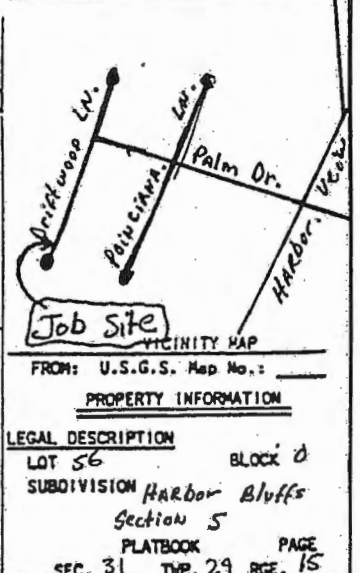 Driftwood LN.
Poinciana. LN.
Palm Dr.
HARbor. View
Job Site
VICINITY MAP
FROM: U.S.G.S. Map No.:
PROPERTY INFORMATION
LEGAL DESCRIPTION
LOT 56 BLOCK 0
SUBDIVISION HARbor Bluffs
Section 5
PLATBOOK PAGE
SEC. 31 TWP. 29 RGE. 15